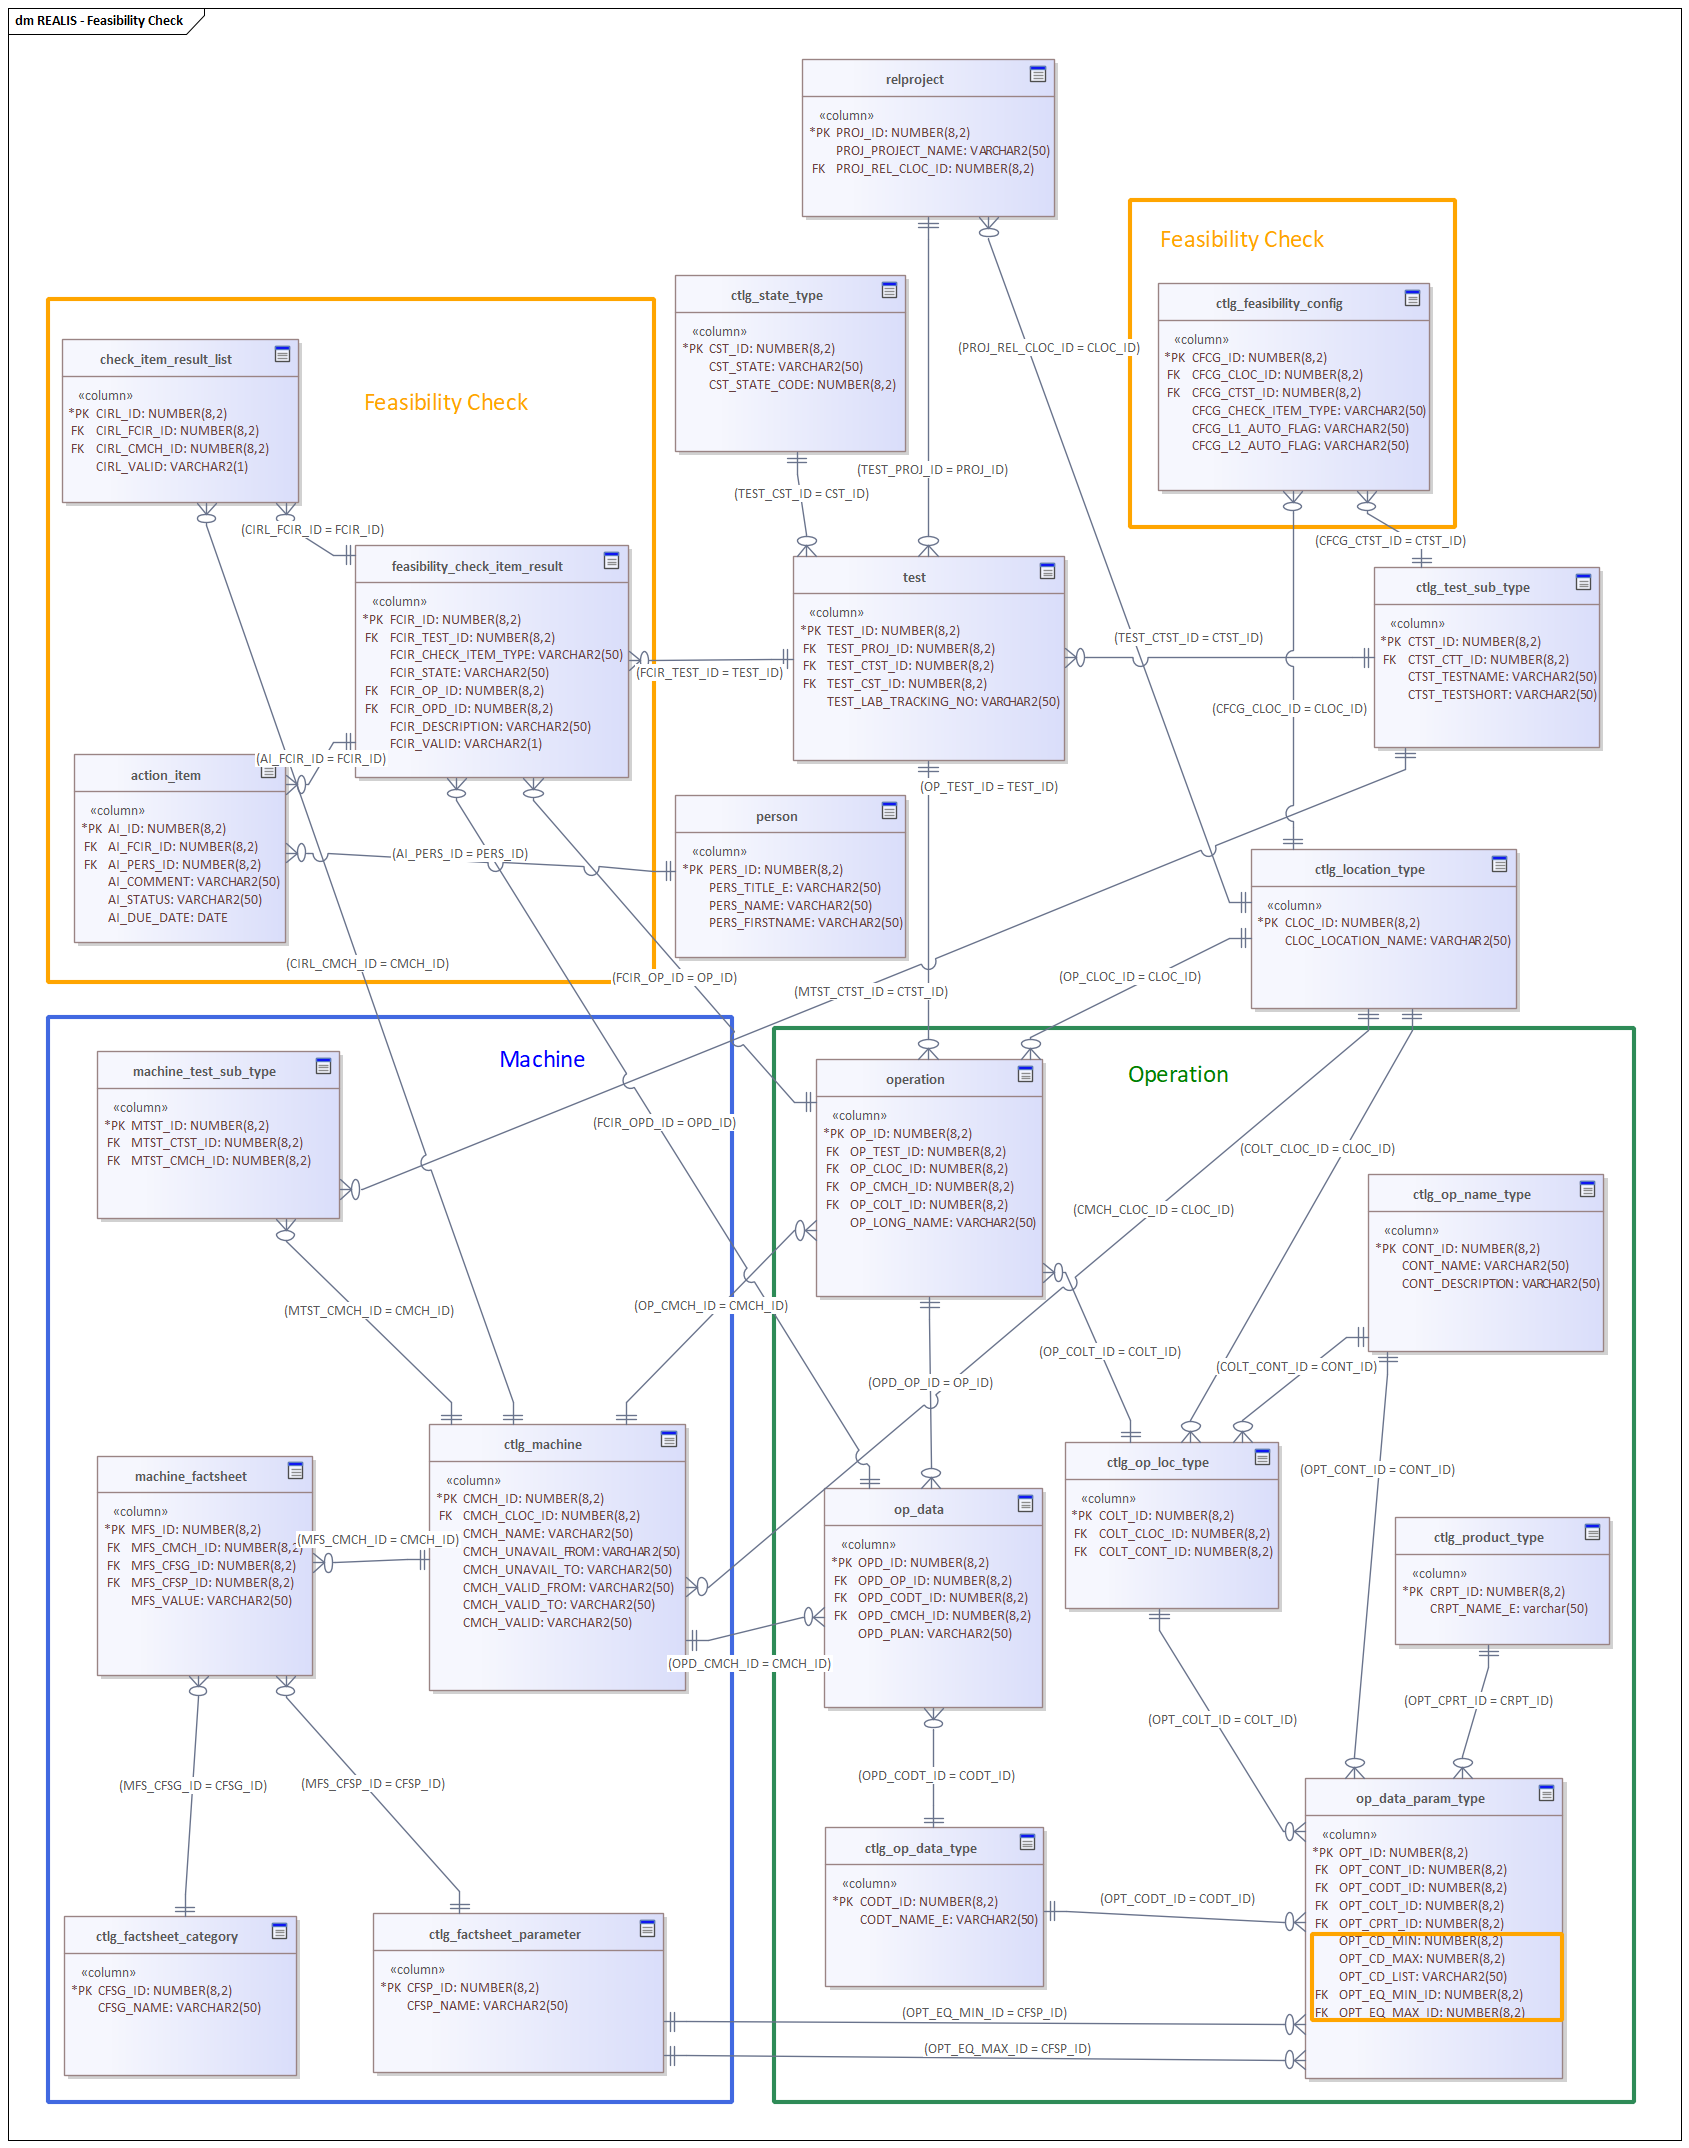 dm REALIS - Feasibility Check
relproject
«column»
*PK PROJ_ID: NUMBER(8,2)
PROJ_PROJECT_NAME: VARCHAR2(50)
FK PROJ_REL_CLOC_ID: NUMBER(8,2)
Feasibility Check
ctlg_feasibility_config
«column»
*PK CFCG_ID: NUMBER(8,2)
FK CFCG_CLOC_ID: NUMBER(8,2)
FK CFCG_CTST_ID: NUMBER(8,2)
CFCG_CHECK_ITEM_TYPE: VARCHAR2(50)
CFCG_L1_AUTO_FLAG: VARCHAR2(50)
CFCG_L2_AUTO_FLAG: VARCHAR2(50)
ctlg_state_type
«column»
*PK CST_ID: NUMBER(8,2)
CST_STATE: VARCHAR2(50)
CST_STATE_CODE: NUMBER(8,2)
(PROJ_REL_CLOC_ID = CLOC_ID)
Feasibility Check
check_item_result_list
«column»
*PK CIRL_ID: NUMBER(8,2)
FK CIRL_FCIR_ID: NUMBER(8,2)
FK CIRL_CMCH_ID: NUMBER(8,2)
CIRL_VALID: VARCHAR2(1)
(TEST_PROJ_ID = PROJ_ID)
(TEST_CST_ID = CST_ID)
(CIRL_FCIR_ID = FCIR_ID)
(CFCG_CTST_ID = CTST_ID)
feasibility_check_item_result
«column»
*PK FCIR_ID: NUMBER(8,2)
FK FCIR_TEST_ID: NUMBER(8,2)
FCIR_CHECK_ITEM_TYPE: VARCHAR2(50)
FCIR_STATE: VARCHAR2(50)
FK FCIR_OP_ID: NUMBER(8,2)
FK FCIR_OPD_ID: NUMBER(8,2)
FCIR_DESCRIPTION: VARCHAR2(50)
FCIR_VALID: VARCHAR2(1)
test
«column»
*PK TEST_ID: NUMBER(8,2)
FK TEST_PROJ_ID: NUMBER(8,2)
FK TEST_CTST_ID: NUMBER(8,2)
FK TEST_CST_ID: NUMBER(8,2)
TEST_LAB_TRACKING_NO: VARCHAR2(50)
ctlg_test_sub_type
«column»
*PK CTST_ID: NUMBER(8,2)
FK CTST_CTT_ID: NUMBER(8,2)
CTST_TESTNAME: VARCHAR2(50)
CTST_TESTSHORT: VARCHAR2(50)
(TEST_CTST_ID = CTST_ID)
(FCIR_TEST_ID = TEST_ID)
(CFCG_CLOC_ID = CLOC_ID)
(AI_FCIR_ID = FCIR_ID)
action_item
«column»
*PK AI_ID: NUMBER(8,2)
FK AI_FCIR_ID: NUMBER(8,2)
FK AI_PERS_ID: NUMBER(8,2)
AI_COMMENT: VARCHAR2(50)
AI_STATUS: VARCHAR2(50)
AI_DUE_DATE: DATE
(OP_TEST_ID = TEST_ID)
person
«column»
*PK PERS_ID: NUMBER(8,2)
PERS_TITLE_E: VARCHAR2(50)
PERS_NAME: VARCHAR2(50)
PERS_FIRSTNAME: VARCHAR2(50)
(AI_PERS_ID = PERS_ID)
ctlg_location_type
«column»
*PK CLOC_ID: NUMBER(8,2)
CLOC_LOCATION_NAME: VARCHAR2(50)
(CIRL_CMCH_ID = CMCH_ID)
(FCIR_OP_ID = OP_ID)
(OP_CLOC_ID = CLOC_ID)
(MTST_CTST_ID = CTST_ID)
Machine
Operation
machine_test_sub_type
«column»
*PK MTST_ID: NUMBER(8,2)
FK MTST_CTST_ID: NUMBER(8,2)
FK MTST_CMCH_ID: NUMBER(8,2)
operation
«column»
*PK OP_ID: NUMBER(8,2)
FK OP_TEST_ID: NUMBER(8,2)
FK OP_CLOC_ID: NUMBER(8,2)
FK OP_CMCH_ID: NUMBER(8,2)
FK OP_COLT_ID: NUMBER(8,2)
OP_LONG_NAME: VARCHAR2(50)
(FCIR_OPD_ID = OPD_ID)
(COLT_CLOC_ID = CLOC_ID)
(CMCH_CLOC_ID = CLOC_ID)
ctlg_op_name_type
«column»
*PK CONT_ID: NUMBER(8,2)
CONT_NAME: VARCHAR2(50)
CONT_DESCRIPTION: VARCHAR2(50)
(MTST_CMCH_ID = CMCH_ID)
(OP_CMCH_ID = CMCH_ID)
(OP_COLT_ID = COLT_ID)
(COLT_CONT_ID = CONT_ID)
(OPD_OP_ID = OP_ID)
ctlg_machine
«column»
*PK CMCH_ID: NUMBER(8,2)
FK CMCH_CLOC_ID: NUMBER(8,2)
CMCH_NAME: VARCHAR2(50)
CMCH_UNAVAIL_FROM: VARCHAR2(50)
CMCH_UNAVAIL_TO: VARCHAR2(50)
CMCH_VALID_FROM: VARCHAR2(50)
CMCH_VALID_TO: VARCHAR2(50)
CMCH_VALID: VARCHAR2(50)
machine_factsheet
«column»
*PK MFS_ID: NUMBER(8,2)
FK MFS_CMCH_ID: NUMBER(8,2)
FK MFS_CFSG_ID: NUMBER(8,2)
FK MFS_CFSP_ID: NUMBER(8,2)
MFS_VALUE: VARCHAR2(50)
(MFS_CMCH_ID = CMCH_ID)
ctlg_op_loc_type
«column»
*PK COLT_ID: NUMBER(8,2)
FK COLT_CLOC_ID: NUMBER(8,2)
FK COLT_CONT_ID: NUMBER(8,2)
(OPT_CONT_ID = CONT_ID)
op_data
«column»
*PK OPD_ID: NUMBER(8,2)
FK OPD_OP_ID: NUMBER(8,2)
FK OPD_CODT_ID: NUMBER(8,2)
FK OPD_CMCH_ID: NUMBER(8,2)
OPD_PLAN: VARCHAR2(50)
ctlg_product_type
«column»
*PK CRPT_ID: NUMBER(8,2)
CRPT_NAME_E: varchar(50)
(OPD_CMCH_ID = CMCH_ID)
(OPT_CPRT_ID = CRPT_ID)
(OPT_COLT_ID = COLT_ID)
(MFS_CFSG_ID = CFSG_ID)
(MFS_CFSP_ID = CFSP_ID)
(OPD_CODT_ID = CODT_ID)
op_data_param_type
«column»
*PK OPT_ID: NUMBER(8,2)
FK OPT_CONT_ID: NUMBER(8,2)
FK OPT_CODT_ID: NUMBER(8,2)
FK OPT_COLT_ID: NUMBER(8,2)
FK OPT_CPRT_ID: NUMBER(8,2)
OPT_CD_MIN: NUMBER(8,2)
OPT_CD_MAX: NUMBER(8,2)
OPT_CD_LIST: VARCHAR2(50)
FK OPT_EQ_MIN_ID: NUMBER(8,2)
FK OPT_EQ_MAX_ID: NUMBER(8,2)
ctlg_op_data_type
«column»
*PK CODT_ID: NUMBER(8,2)
CODT_NAME_E: VARCHAR2(50)
(OPT_CODT_ID = CODT_ID)
ctlg_factsheet_category
«column»
*PK CFSG_ID: NUMBER(8,2)
CFSG_NAME: VARCHAR2(50)
ctlg_factsheet_parameter
«column»
*PK CFSP_ID: NUMBER(8,2)
CFSP_NAME: VARCHAR2(50)
(OPT_EQ_MIN_ID = CFSP_ID)
(OPT_EQ_MAX_ID = CFSP_ID)